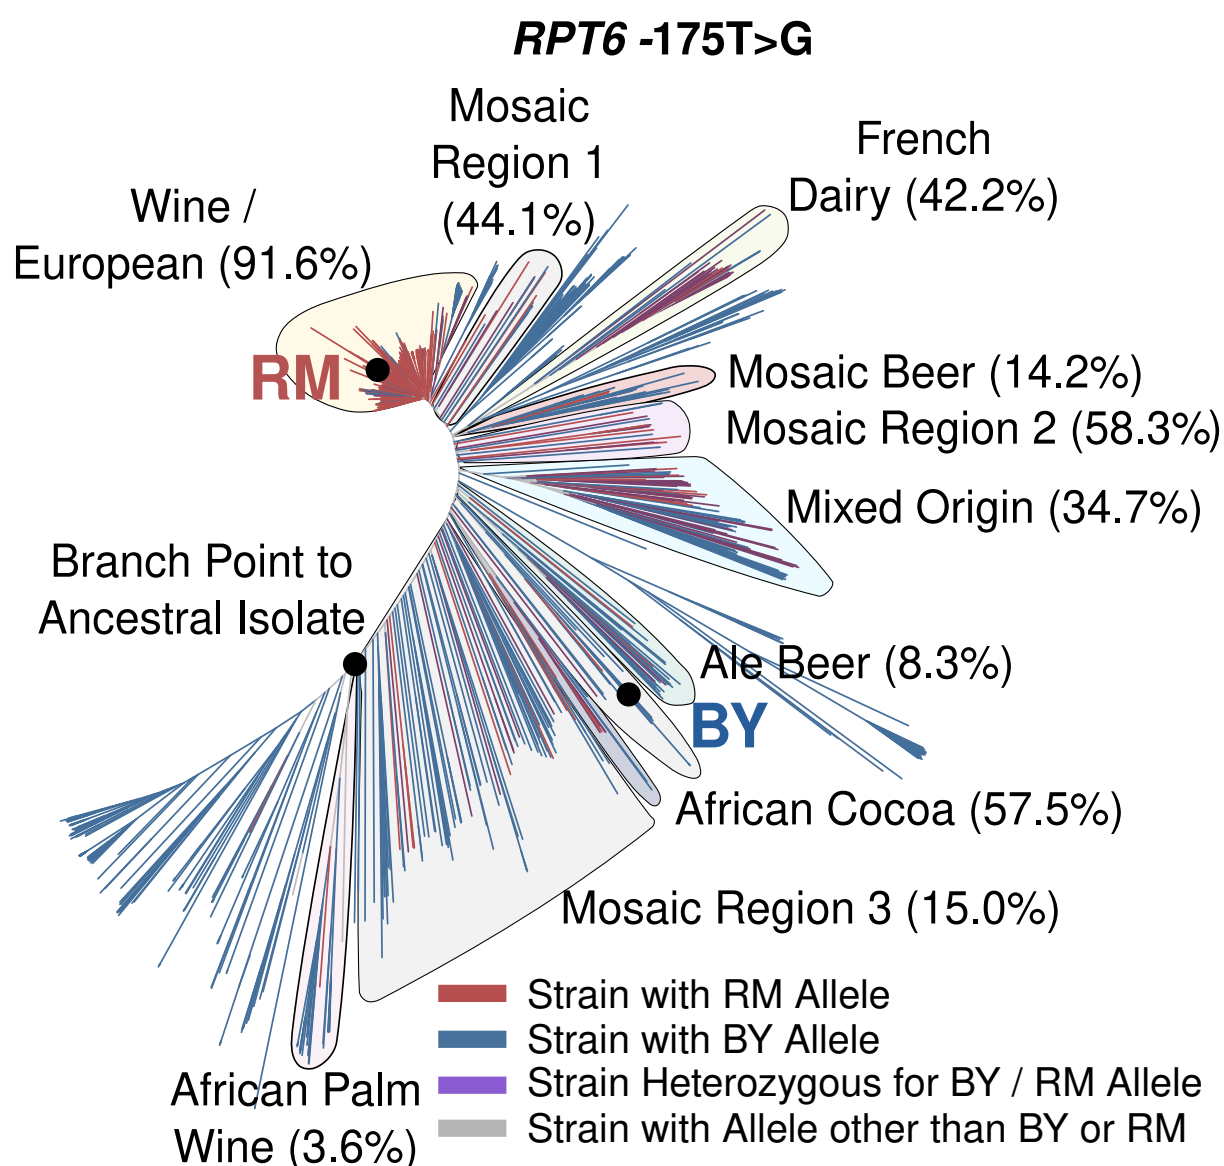 RPT6 -175T>G
Mosaic
Region 1
(44.1%)
French
Dairy (42.2%)
Wine /
European (91.6%)
RM
Mosaic Beer (14.2%)
Mosaic Region 2 (58.3%)
Mixed Origin (34.7%)
Branch Point to
Ancestral Isolate
Ale Beer (8.3%)
BY
African Cocoa (57.5%)
Mosaic Region 3 (15.0%)
African Palm
Wine (3.6%)
Strain with RM Allele
Strain with BY Allele
Strain Heterozygous for BY / RM Allele
Strain with Allele other than BY or RM